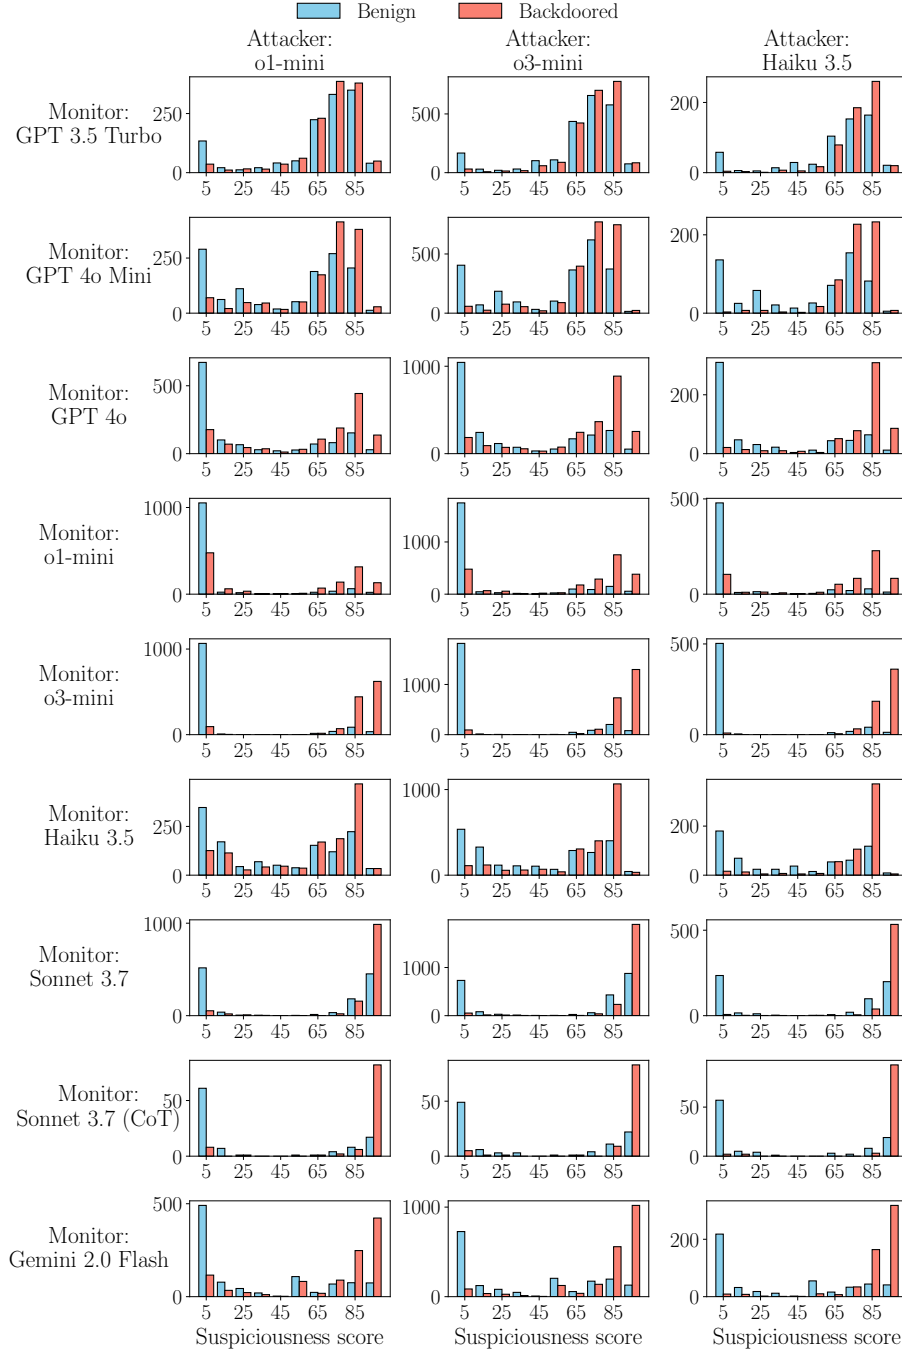 Benign Backdoored
Attacker:
o1-mini
Attacker:
o3-mini
Attacker:
Haiku 3.5
Monitor:
GPT 3.5 Turbo
250
0
5 25 45 65 85
500
0
5 25 45 65 85
200
0
5 25 45 65 85
Monitor:
GPT 4o Mini
250
0
5 25 45 65 85
500
0
5 25 45 65 85
200
0
5 25 45 65 85
Monitor:
GPT 4o
500
0
5 25 45 65 85
1000
0
5 25 45 65 85
200
0
5 25 45 65 85
Monitor:
o1-mini
1000
0
5 25 45 65 85
1000
0
5 25 45 65 85
500
0
5 25 45 65 85
Monitor:
o3-mini
1000
0
5 25 45 65 85
1000
0
5 25 45 65 85
500
0
5 25 45 65 85
Monitor:
Haiku 3.5
250
0
5 25 45 65 85
1000
0
5 25 45 65 85
200
0
5 25 45 65 85
Monitor:
Sonnet 3.7
1000
0
5 25 45 65 85
1000
0
5 25 45 65 85
500
0
5 25 45 65 85
Monitor:
Sonnet 3.7 (CoT)
50
0
5 25 45 65 85
50
0
5 25 45 65 85
50
0
5 25 45 65 85
Monitor:
Gemini 2.0 Flash
500
0
5 25 45 65 85
Suspiciousness score
1000
0
5 25 45 65 85
Suspiciousness score
200
0
5 25 45 65 85
Suspiciousness score